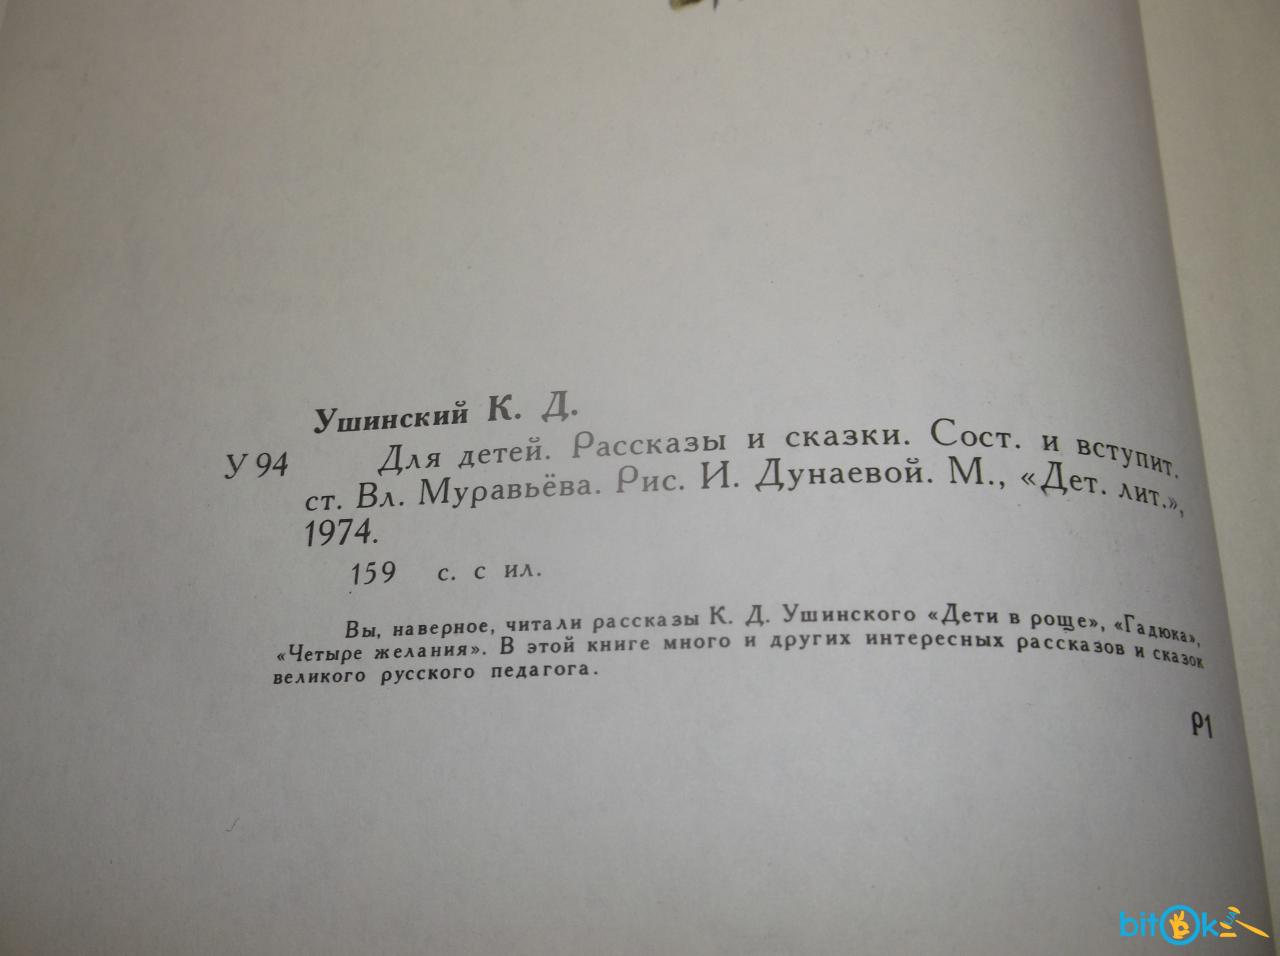 Ушинский К. Д.
У 94 Для детей. Рассказы и сказки. Сост. и вступит.
ст. Вл. Муравьёва. Рис. И. Дунаевой. М., «Дет. лит.»,
1974.
159 с. с ил.
Вы, наверное, читали рассказы К. Д. Ушинского «Дети в роще», «Гадюка»,
«Четыре желания». В этой книге много и других интересных рассказов и сказок
великого русского педагога.
Р1
bitOk